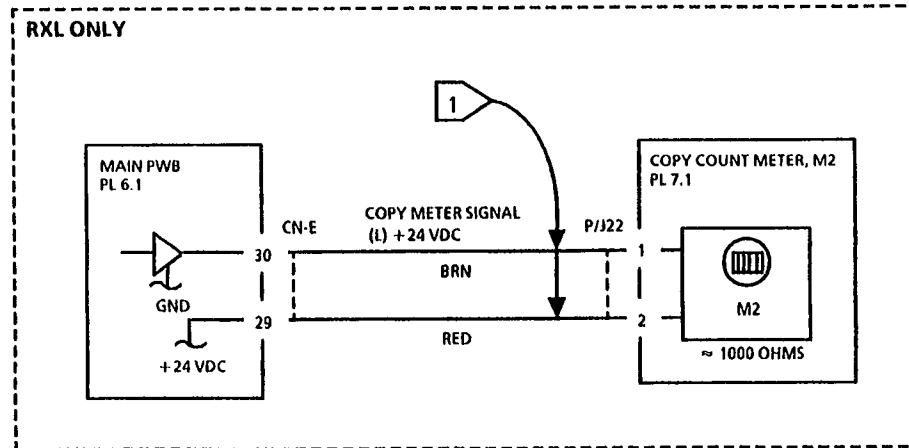 RXL ONLY
1
MAIN PWB
PL 6.1
COPY COUNT METER, M2
PL 7.1
CN-E
COPY METER SIGNAL
(L) +24 VDC
P/J22
30
1
BRN
GND
M2
29
2
RED
+24 VDC
≈ 1000 OHMS